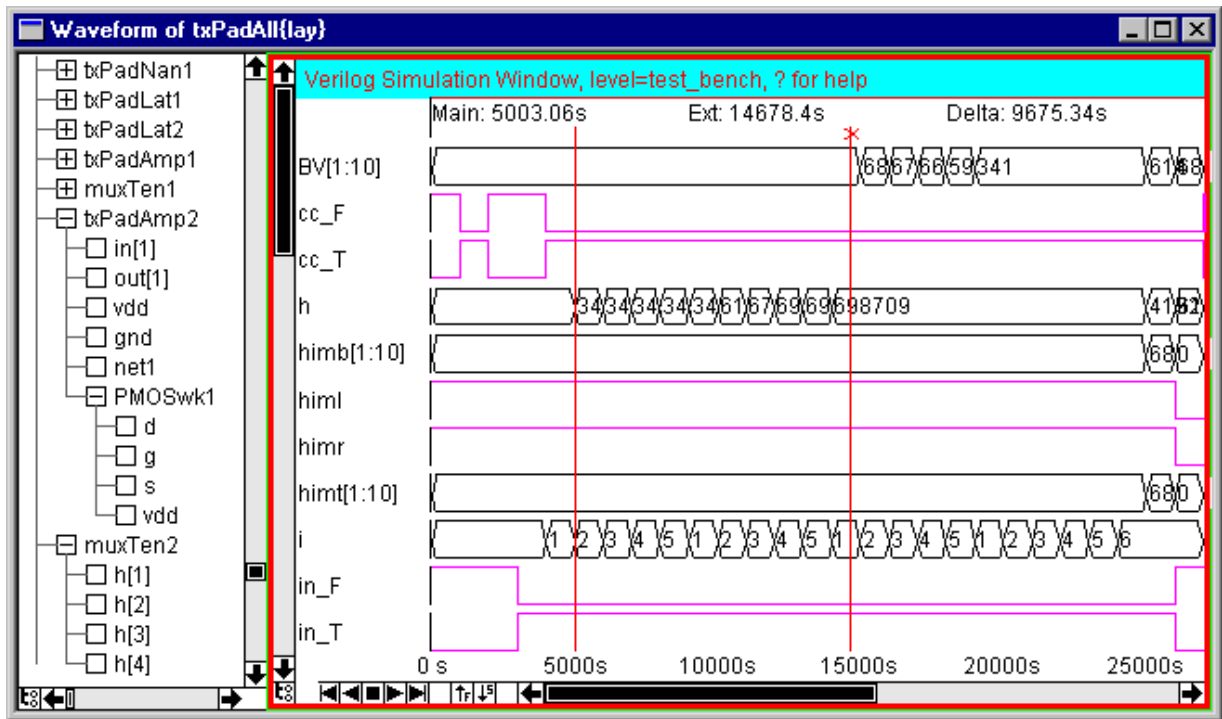 Waveform of txPadAll{lay}
txPadNan1
txPadLat1
txPadLat2
txPadAmp1
muxTen1
txPadAmp2
in[1]
out[1]
vdd
gnd
net1
PMOSwk1
d
g
s
vdd
muxTen2
h[1]
h[2]
h[3]
h[4]
Verilog Simulation Window, level=test_bench, ? for help
Main: 5003.06s Ext: 14678.4s Delta: 9675.34s
BV[1:10] 68 67 66 59 341 61
cc_F
cc_T
h 34 34 34 34 34 61 67 69 69 698709 41
himb[1:10] 68 0
himl
himr
himt[1:10] 68 0
i 1 2 3 4 5 1 2 3 4 5 1 2 3 4 5 1 2 3 4 5 6
in_F
in_T
0 s 5000s 10000s 15000s 20000s 25000s